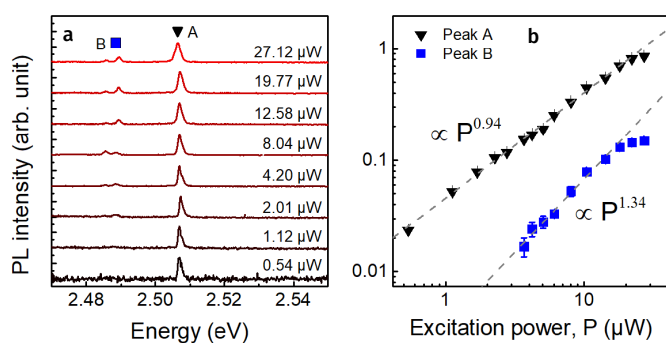 a
B
A
27.12 µW
19.77 µW
12.58 µW
8.04 µW
4.20 µW
2.01 µW
1.12 µW
0.54 µW
PL intensity (arb. unit)
2.48
2.50
2.52
2.54
Energy (eV)
Peak A
Peak B
b
1
0.1
0.01
∝ P^0.94
∝ P^1.34
1
10
Excitation power, P (µW)